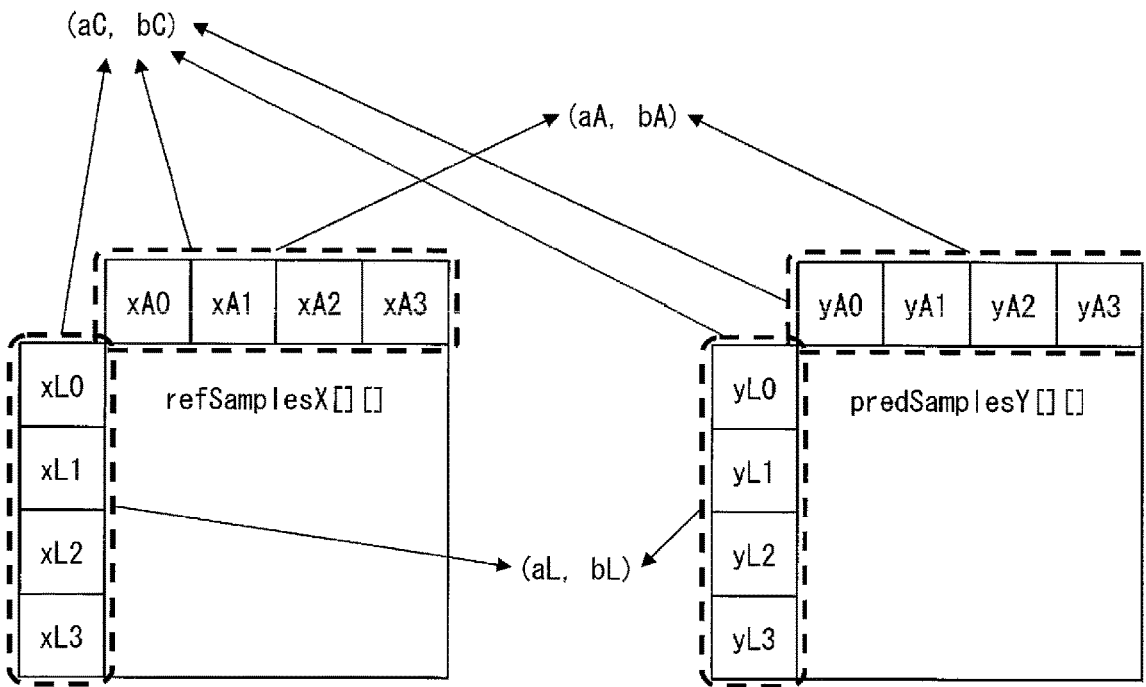 (aC, bC)
(aA, bA)
xA0 xA1 xA2 xA3
yA0 yA1 yA2 yA3
xL0
refSamplesX[][]
yL0
predSamplesY[][]
xL1
yL1
xL2
(aL, bL)
yL2
xL3
yL3